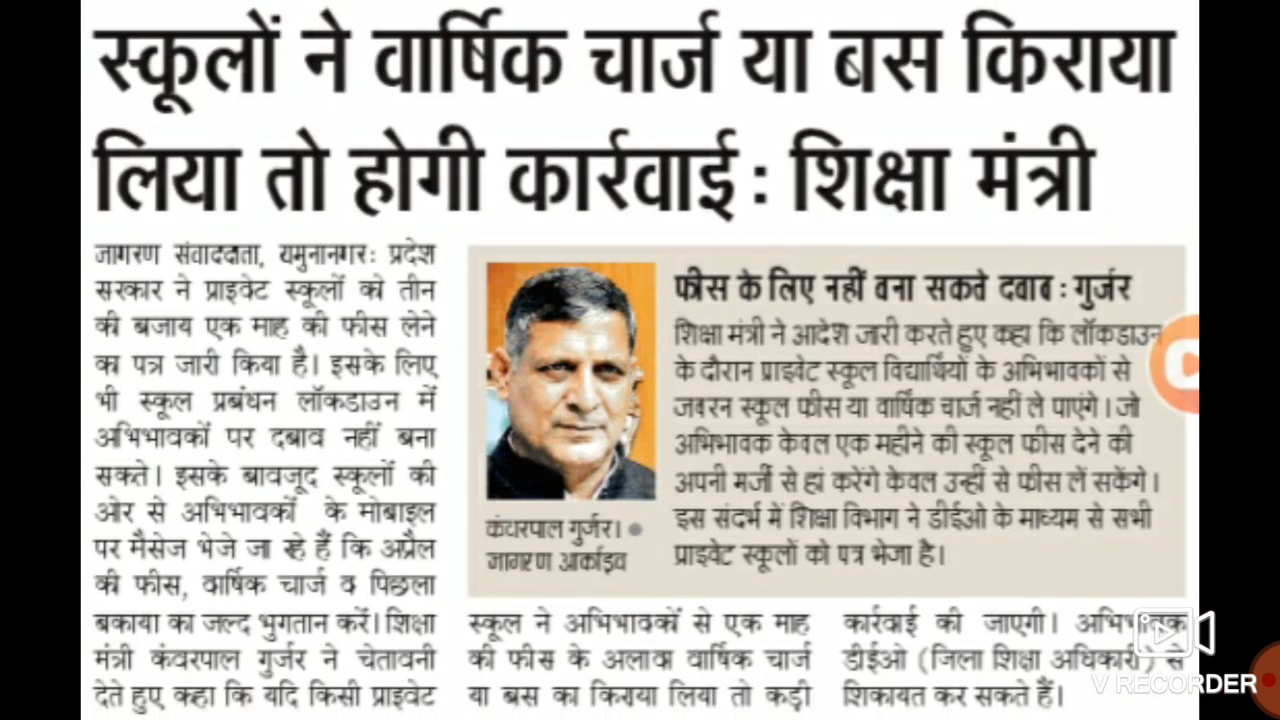 स्कूलों ने वार्षिक चार्ज या बस किराया
लिया तो होगी कार्रवाई : शिक्षा मंत्री
जागरण संवाददाता, यमुनानगर: प्रदेश
सरकार ने प्राइवेट स्कूलों को तीन
की बजाय एक माह की फीस लेने
का पत्र जारी किया है। इसके लिए
भी स्कूल प्रबंधन लॉकडाउन में
अभिभावकों पर दबाव नहीं बना
सकते। इसके बावजूद स्कूलों की
ओर से अभिभावकों के मोबाइल
पर मैसेज भेजे जा रहे हैं कि अप्रैल
की फीस, वार्षिक चार्ज व पिछला
बकाया का जल्द भुगतान करें। शिक्षा
मंत्री कंवरपाल गुर्जर ने चेतावनी
देते हुए कहा कि यदि किसी प्राइवेट
स्कूल ने अभिभावकों से एक माह
की फीस के अलावा वार्षिक चार्ज
या बस का किराया लिया तो कड़ी
कार्रवाई की जाएगी। अभिभावक
डीईओ (जिला शिक्षा अधिकारी) से
शिकायत कर सकते हैं।
कंवरपाल गुर्जर। ●
जागरण आर्काइव
फीस के लिए नहीं बना सकते दबाव : गुर्जर
शिक्षा मंत्री ने आदेश जारी करते हुए कहा कि लॉकडाउन
के दौरान प्राइवेट स्कूल विद्यार्थियों के अभिभावकों से
जबरन स्कूल फीस या वार्षिक चार्ज नहीं ले पाएंगे। जो
अभिभावक केवल एक महीने की स्कूल फीस देने की
अपनी मर्जी से हां करेंगे केवल उन्हीं से फीस ले सकेंगे।
इस संदर्भ में शिक्षा विभाग ने डीईओ के माध्यम से सभी
प्राइवेट स्कूलों को पत्र भेजा है।
V RECORDER